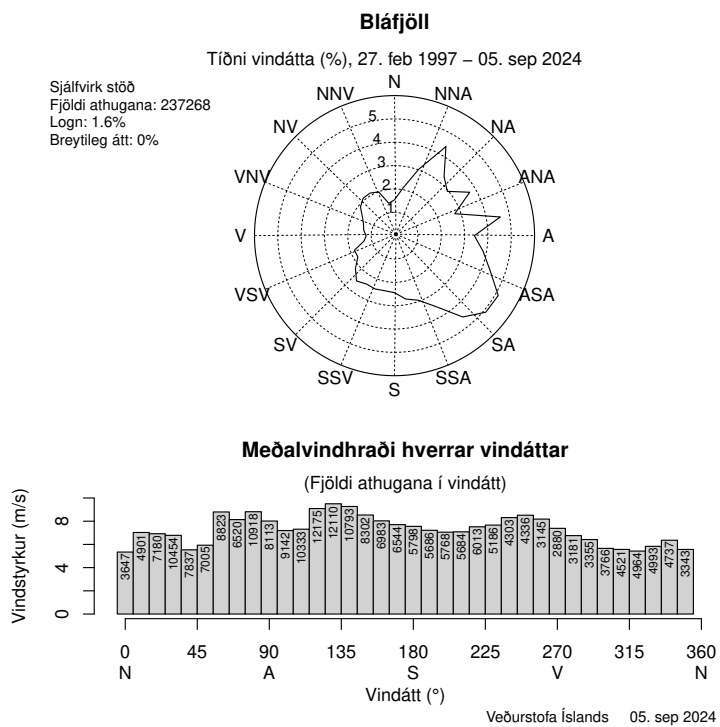 Bláfjöll
Tíðni vindátta (%), 27. feb 1997 − 05. sep 2024
Sjálfvirk stöð
Fjöldi athugana: 237268
Logn: 1.6%
Breytileg átt: 0%
N
NNV
NNA
NV
NA
VNV
ANA
V
A
VSV
ASA
SV
SA
SSV
SSA
S
5
4
3
2
1
Meðalvindhraði hverrar vindáttar
(Fjöldi athugana í vindátt)
Vindstyrkur (m/s)
8
4
0
3647 4901 7180 10454 7837 7005 8823 6520 10918 8113 9142 10333 12175 12110 10793 8302 6983 6544 5798 5686 5768 5684 6013 5186 4303 4336 3145 2880 3181 3355 3766 4521 4964 4993 4737 3343
0 45 90 135 180 225 270 315 360
N A S V N
Vindátt (°)
Veðurstofa Íslands 05. sep 2024